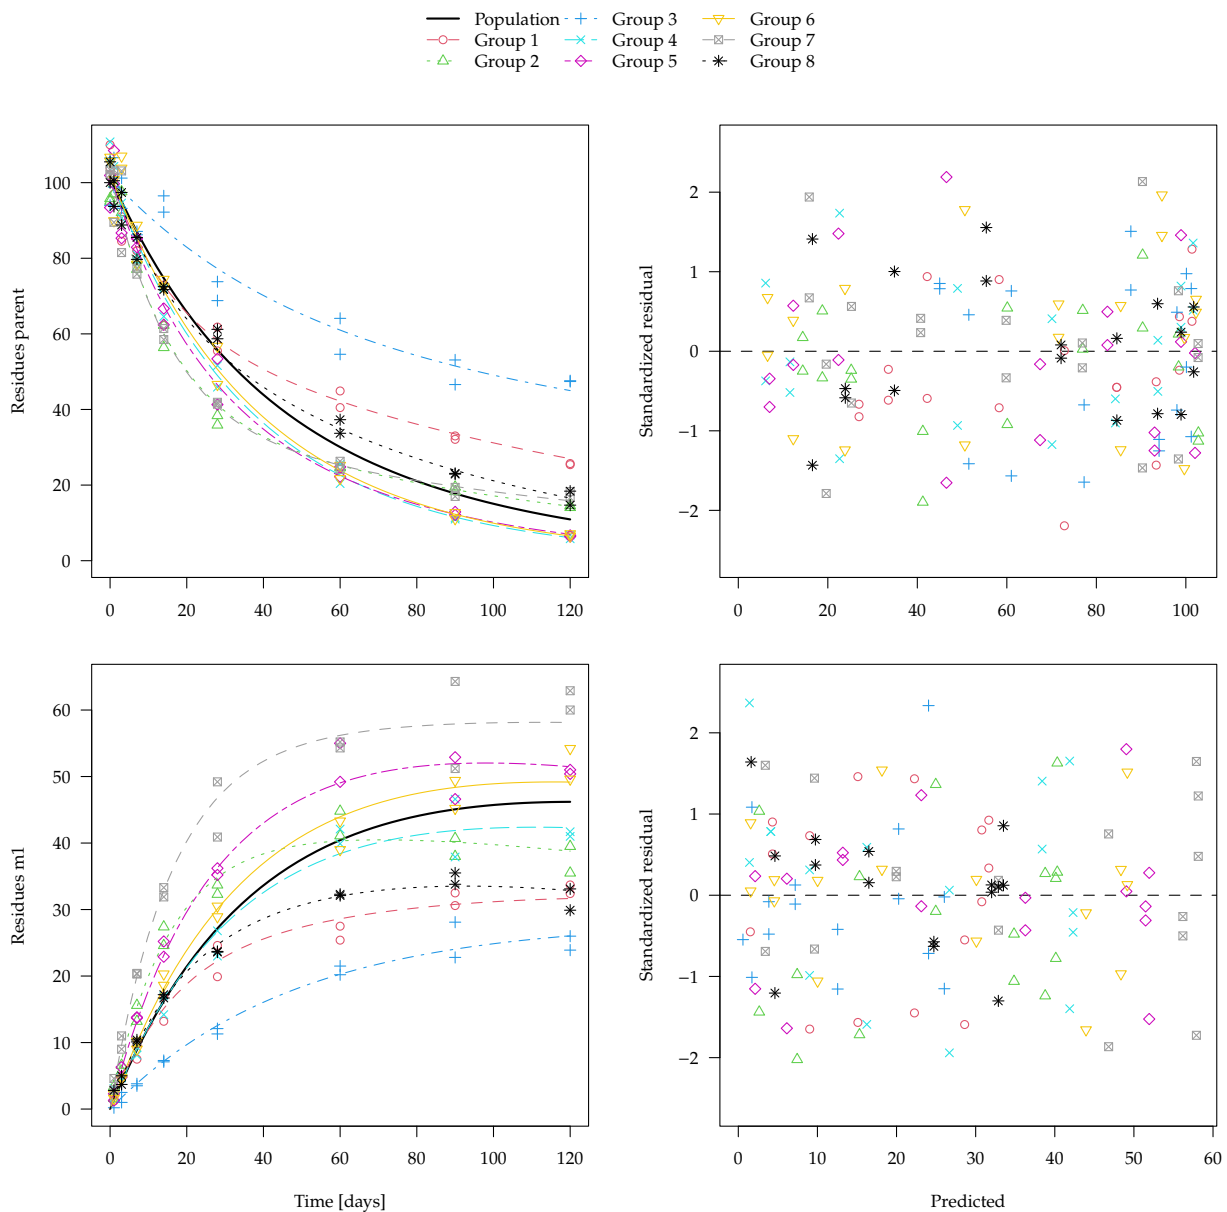 Population Group 3 Group 6
Group 1 Group 4 Group 7
Group 2 Group 5 Group 8
Residues parent
100
80
60
40
20
0
0 20 40 60 80 100 120
Standardized residual
2
1
0
−1
−2
0 20 40 60 80 100
Residues m1
60
50
40
30
20
10
0
0 20 40 60 80 100 120
Time [days]
Standardized residual
2
1
0
−1
−2
0 10 20 30 40 50 60
Predicted